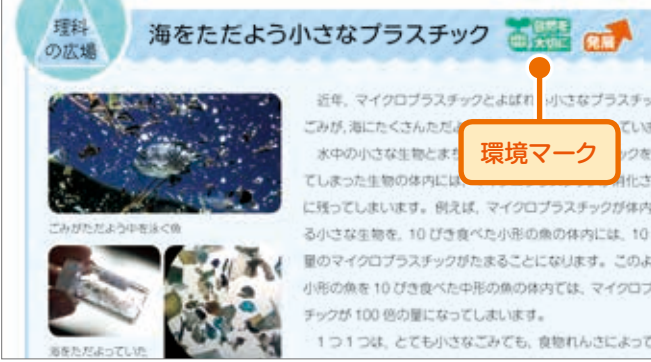 理科
の広場
海をただよう小さなプラスチック
自然を
大切に
発展
環境マーク
近年、マイクロプラスチックとよばれ 小さなプラスチッ
ごみが、海にたくさんただ ていま
水中の小さな生物とま クを
てしまった生物の体内には 消化さ
に残ってしまいます。例えば、マイクロプラスチックが体内
る小さな生物を、10 ぴき食べた小形の魚の体内には、10
量のマイクロプラスチックがたまることになります。このよ
小形の魚を 10 ぴき食べた中形の魚の体内では、マイクロプ
チックが 100 倍の量になってしまいます。
1つ1つは、とても小さなごみでも、食物れんさによって
ごみがただよう中を泳ぐ魚
海をただよっていた